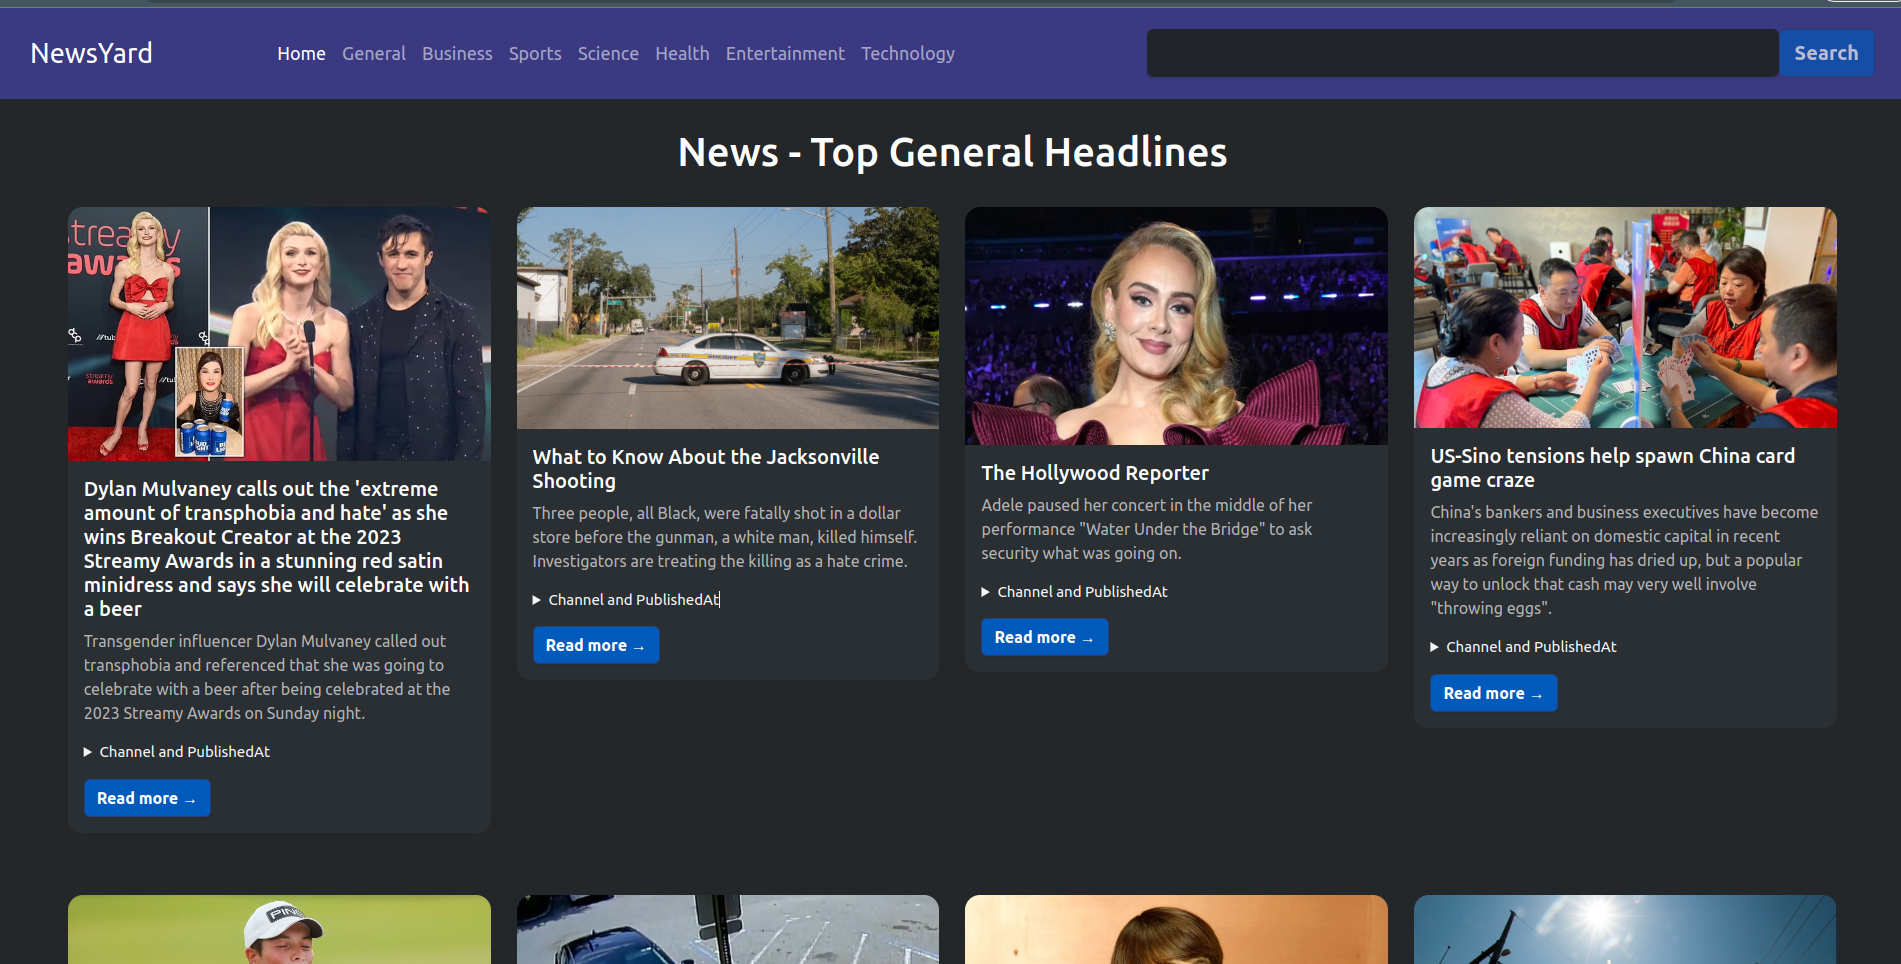 NewsYard
Home General Business Sports Science Health Entertainment Technology
Search
News - Top General Headlines
streamy
awards
streamy
awards
Dylan Mulvaney calls out the 'extreme
amount of transphobia and hate' as she
wins Breakout Creator at the 2023
Streamy Awards in a stunning red satin
minidress and says she will celebrate with
a beer
Transgender influencer Dylan Mulvaney called out
transphobia and referenced that she was going to
celebrate with a beer after being celebrated at the
2023 Streamy Awards on Sunday night.
▶ Channel and PublishedAt
Read more →
SHERIFF
What to Know About the Jacksonville
Shooting
Three people, all Black, were fatally shot in a dollar
store before the gunman, a white man, killed himself.
Investigators are treating the killing as a hate crime.
▶ Channel and PublishedAt
Read more →
The Hollywood Reporter
Adele paused her concert in the middle of her
performance "Water Under the Bridge" to ask
security what was going on.
▶ Channel and PublishedAt
Read more →
US-Sino tensions help spawn China card
game craze
China's bankers and business executives have become
increasingly reliant on domestic capital in recent
years as foreign funding has dried up, but a popular
way to unlock that cash may very well involve
"throwing eggs".
▶ Channel and PublishedAt
Read more →
PING